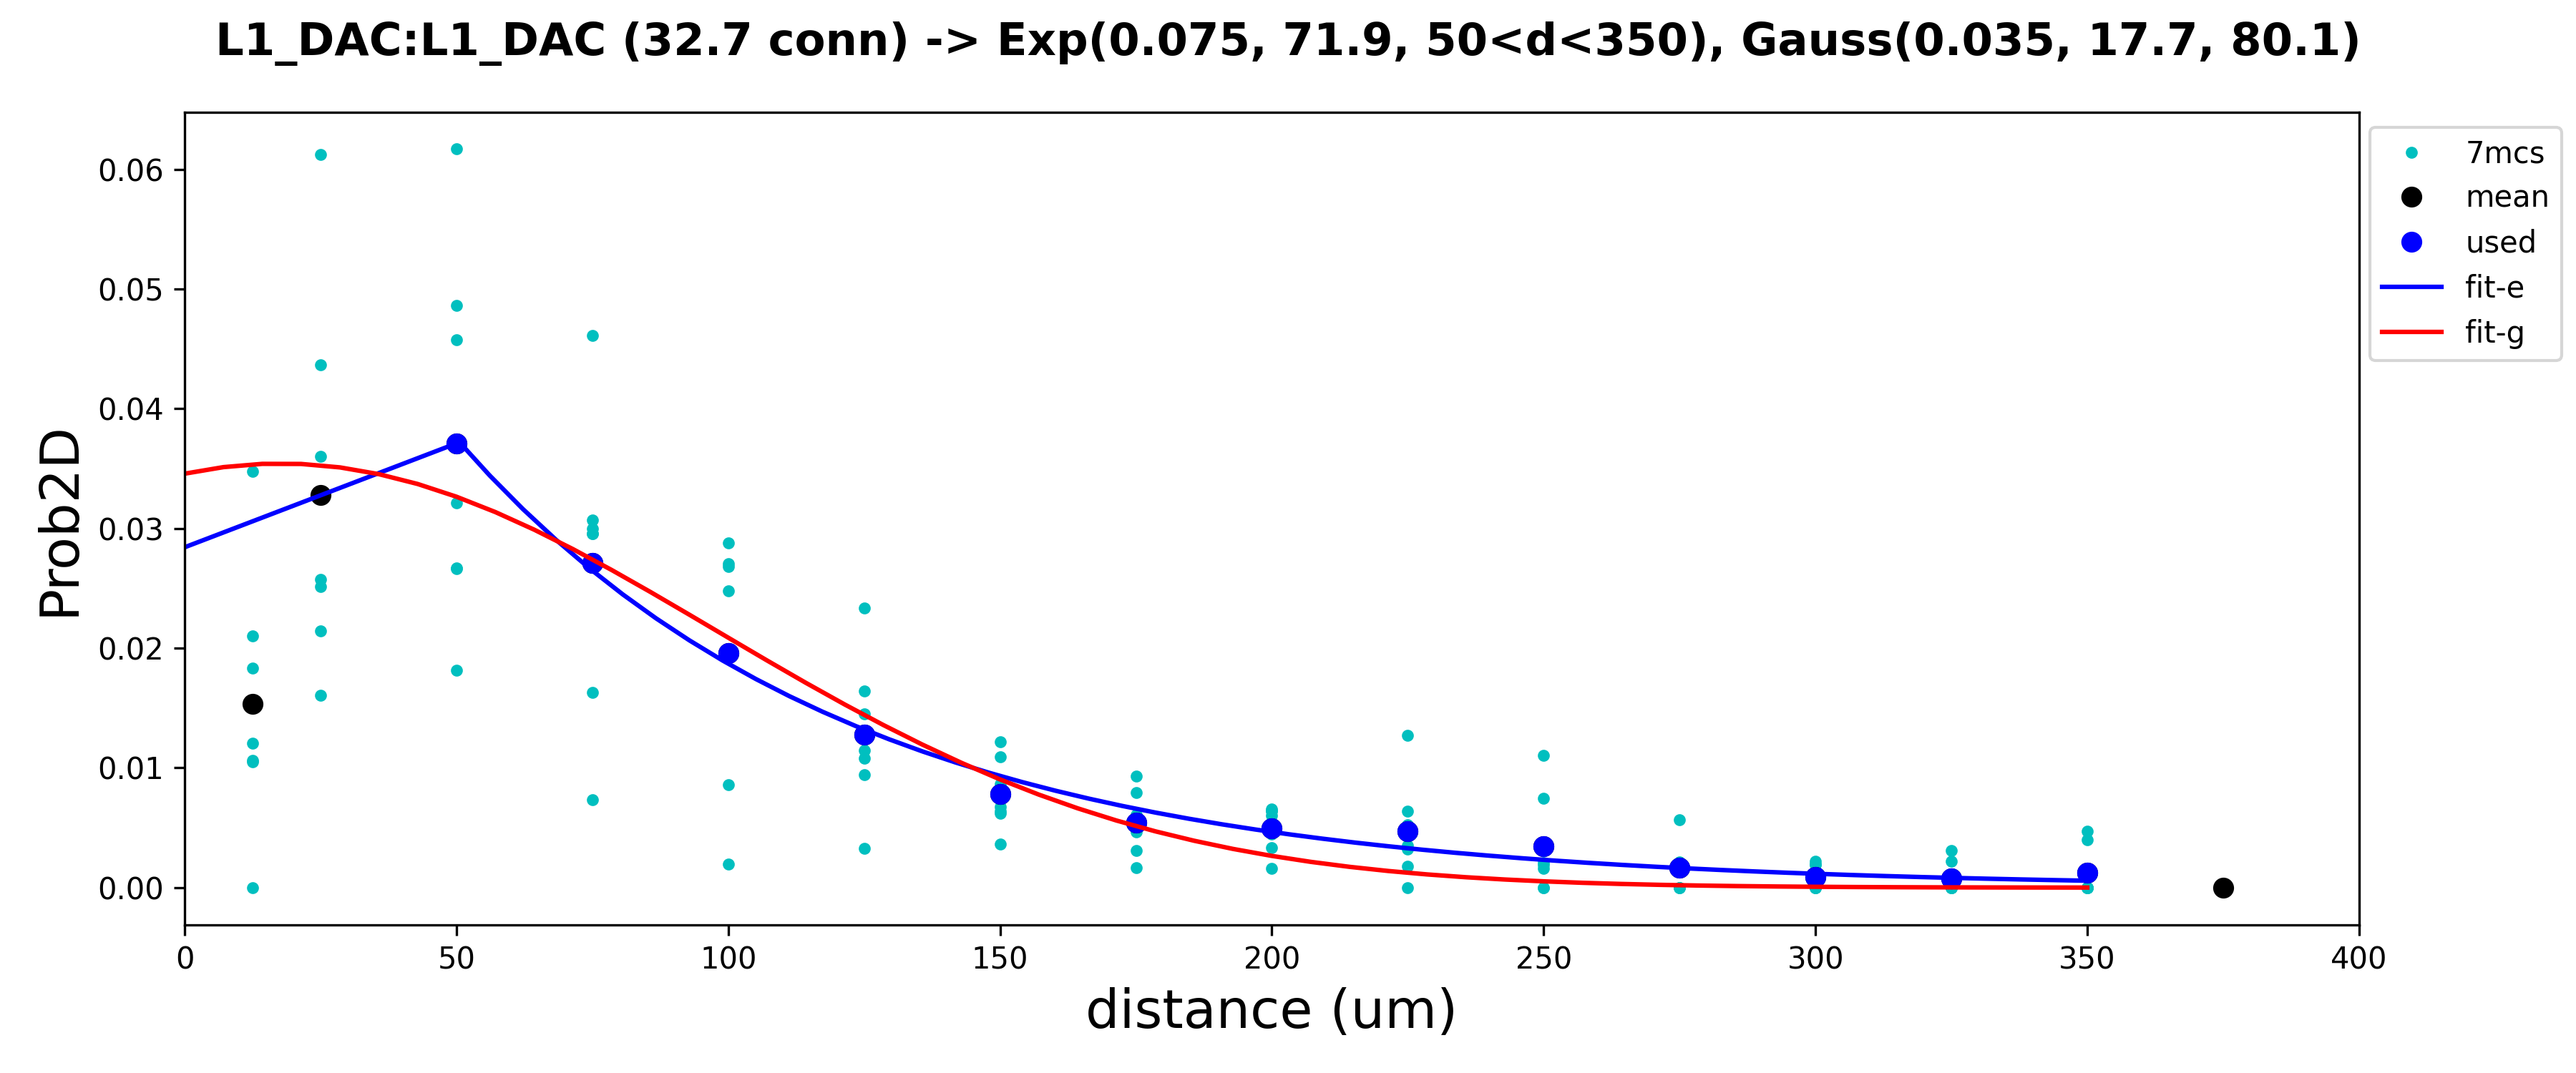 L1_DAC:L1_DAC (32.7 conn) -> Exp(0.075, 71.9, 50<d<350), Gauss(0.035, 17.7, 80.1)
7mcs
mean
used
fit-e
fit-g
Prob2D
0.06
0.05
0.04
0.03
0.02
0.01
0.00
0 50 100 150 200 250 300 350 400
distance (um)